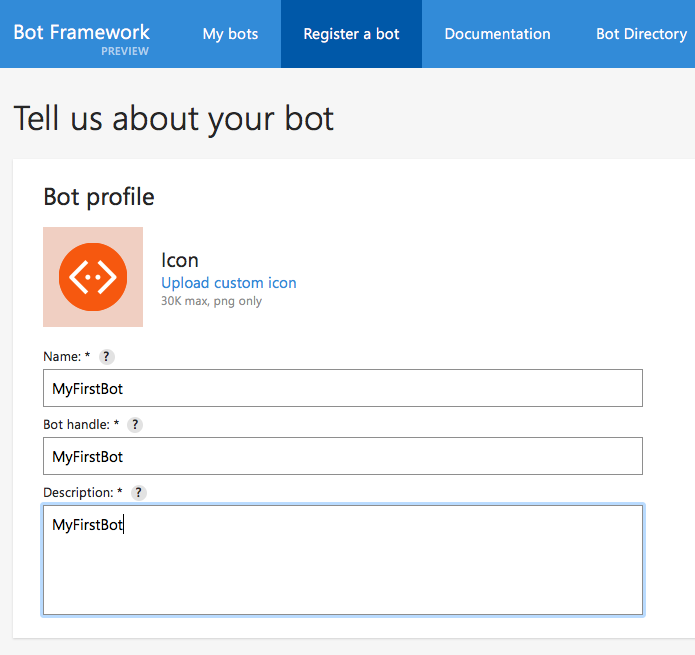 Bot Framework
PREVIEW
My bots
Register a bot
Documentation
Bot Directory
Tell us about your bot
Bot profile
Icon
Upload custom icon
30K max, png only
Name: * ?
MyFirstBot
Bot handle: * ?
MyFirstBot
Description: * ?
MyFirstBot